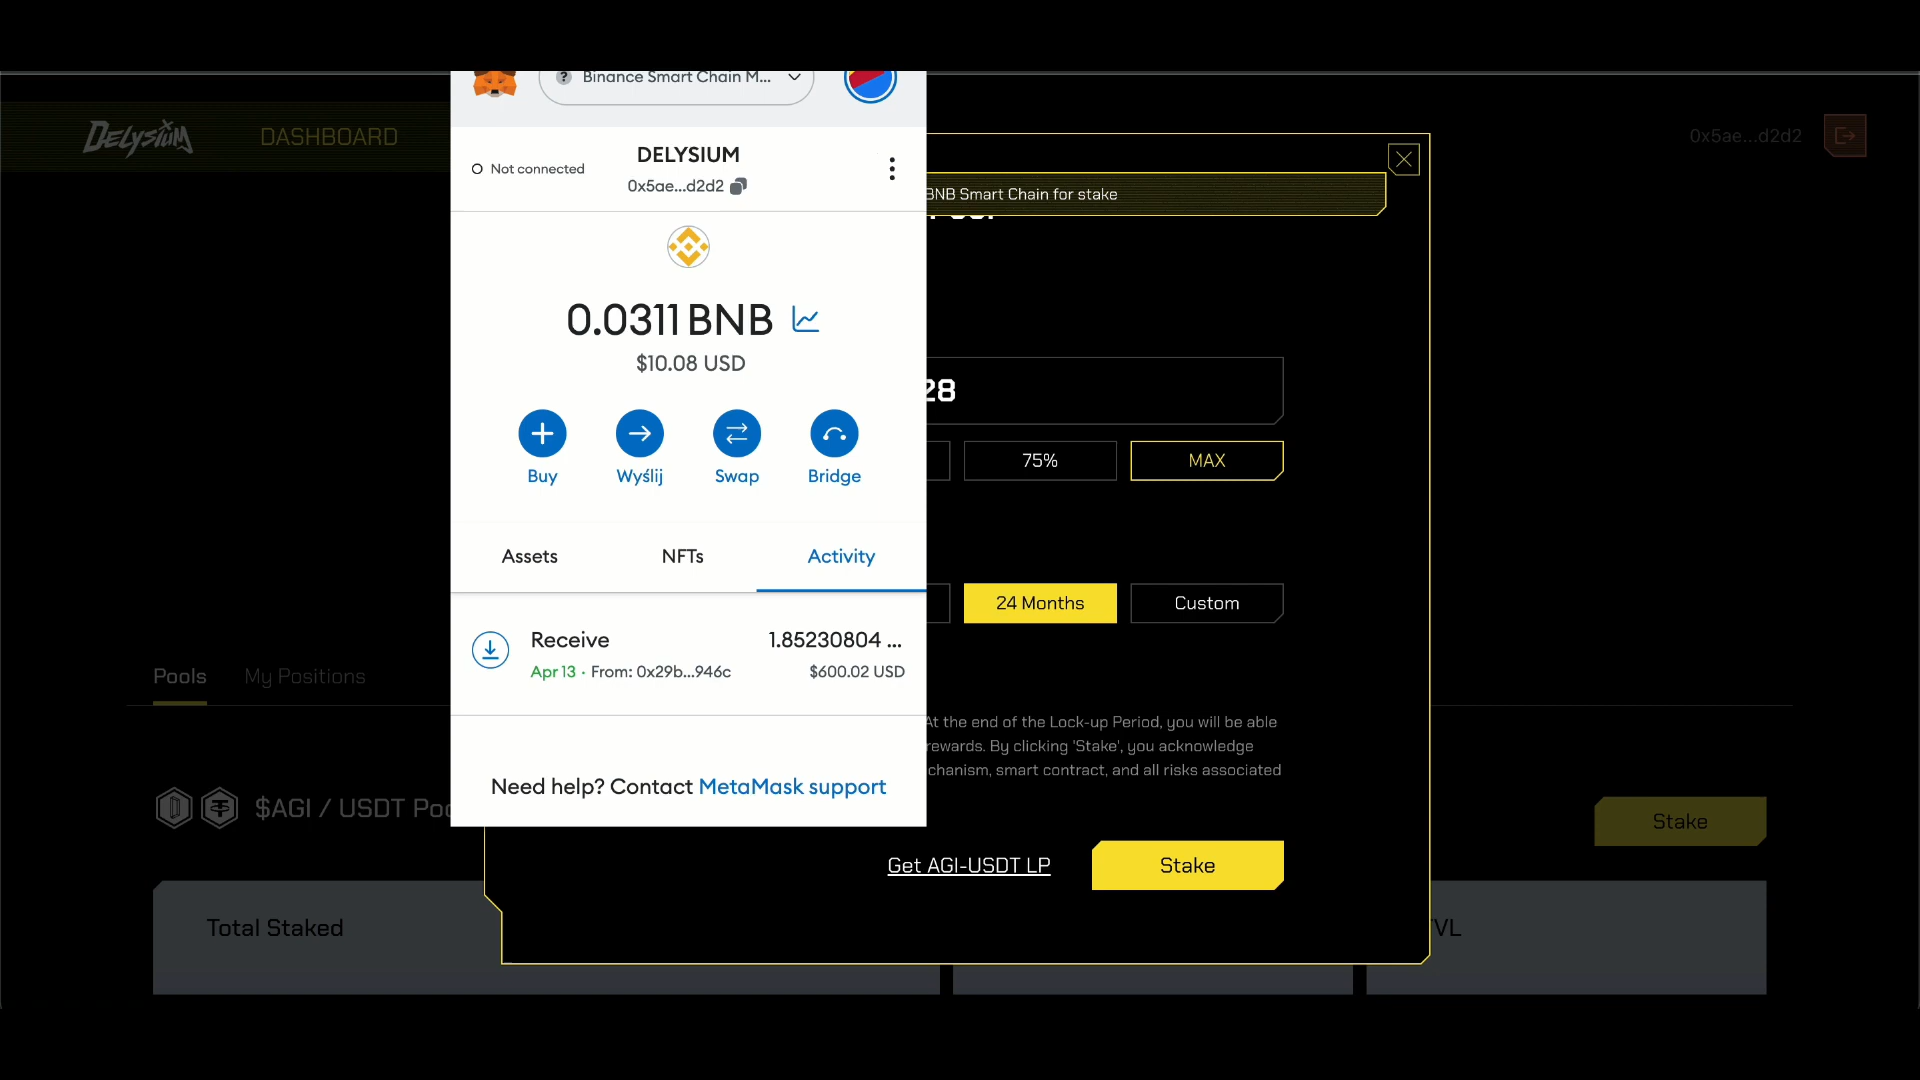 Binance Smart Chain M...
DELYSIUM
DASHBOARD
0x5ae...d2d2
Not connected
DELYSIUM
0x5ae...d2d2
BNB Smart Chain for stake
0.0311 BNB
$10.08 USD
28
Buy
Wyślij
Swap
Bridge
75%
MAX
Assets
NFTs
Activity
24 Months
Custom
Receive
1.85230804 ...
Apr 13 · From: 0x29b...946c
$600.02 USD
Pools
My Positions
At the end of the Lock-up Period, you will be able
rewards. By clicking 'Stake', you acknowledge
chanism, smart contract, and all risks associated
Need help? Contact MetaMask support
$AGI / USDT Poo
Stake
Get AGI-USDT LP
Stake
Total Staked
TVL